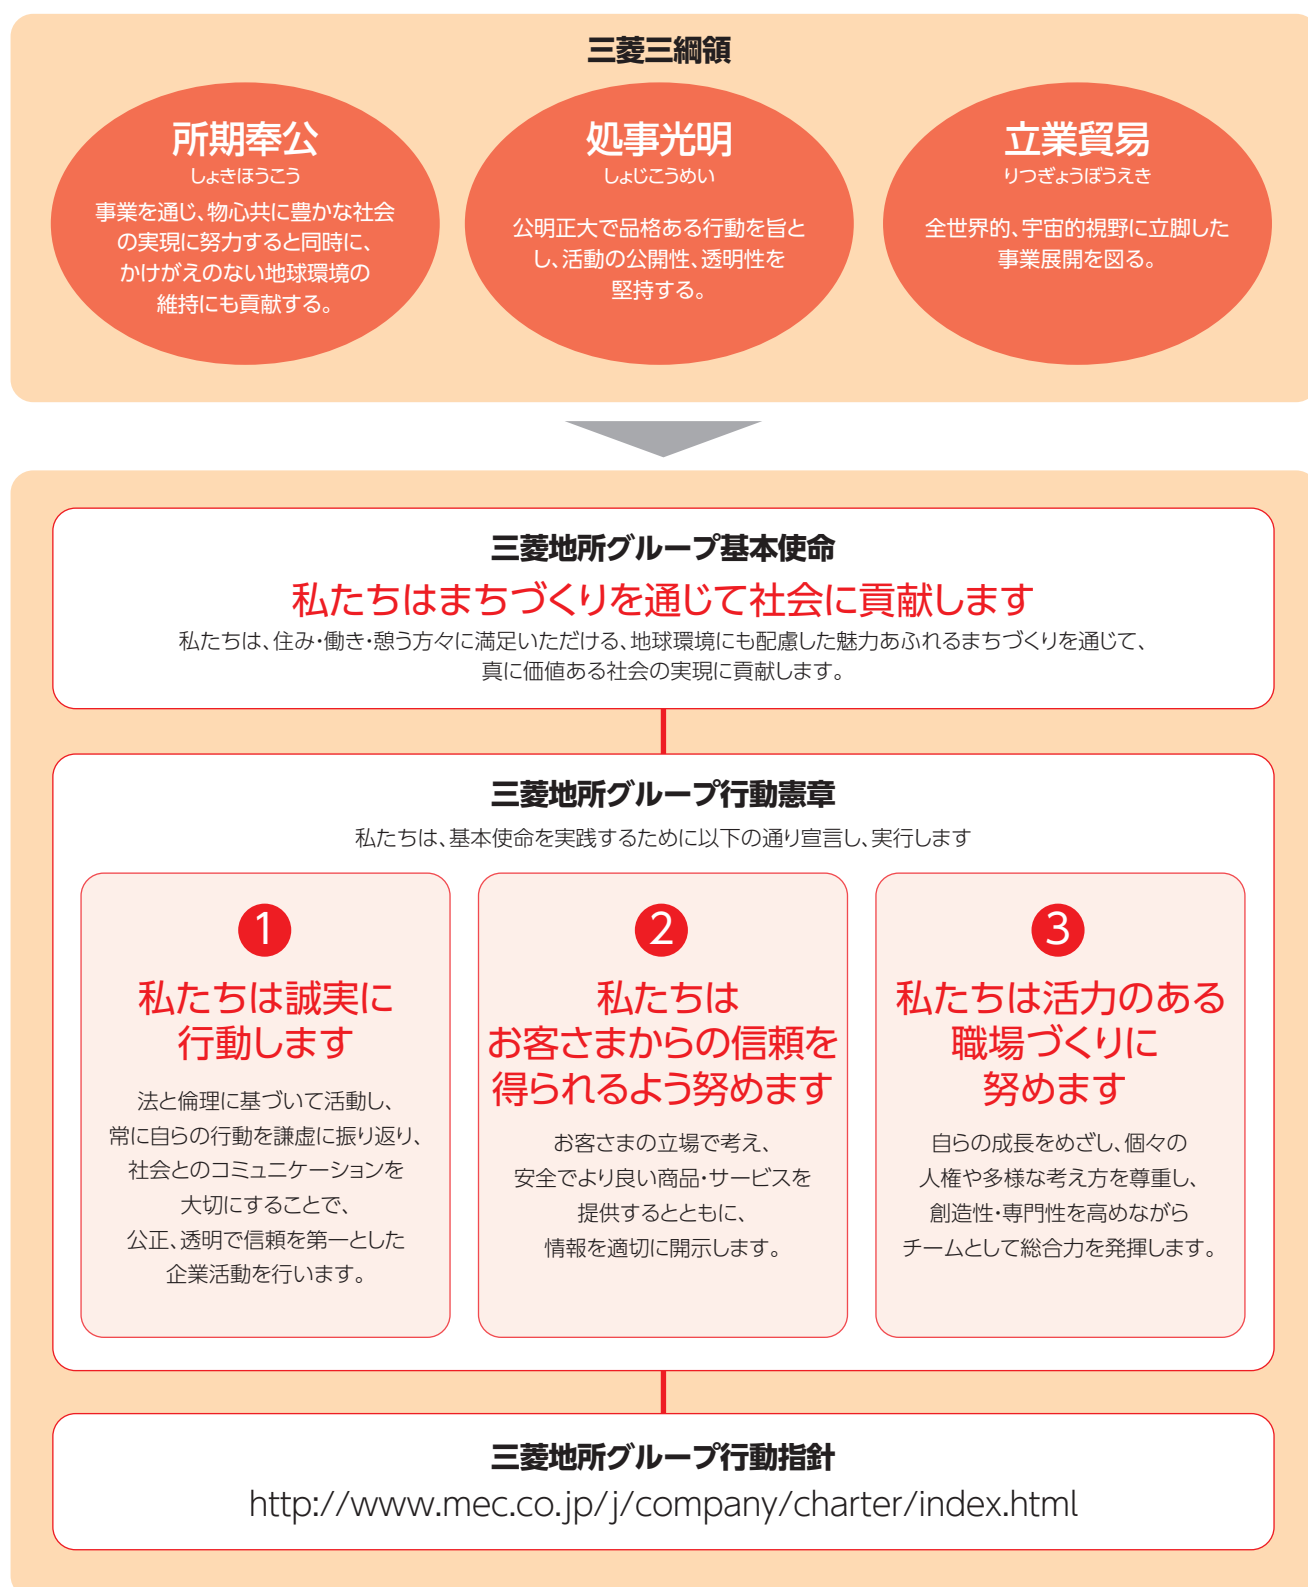 三菱三綱領
所期奉公
しょきほうこう
事業を通じ、物心共に豊かな社会
の実現に努力すると同時に、
かけがえのない地球環境の
維持にも貢献する。
処事光明
しょじこうめい
公明正大で品格ある行動を旨と
し、活動の公開性、透明性を
堅持する。
立業貿易
りつぎょうぼうえき
全世界的、宇宙的視野に立脚した
事業展開を図る。
三菱地所グループ基本使命
私たちはまちづくりを通じて社会に貢献します
私たちは、住み・働き・憩う方々に満足いただける、地球環境にも配慮した魅力あふれるまちづくりを通じて、
真に価値ある社会の実現に貢献します。
三菱地所グループ行動憲章
私たちは、基本使命を実践するために以下の通り宣言し、実行します
1
私たちは誠実に
行動します
法と倫理に基づいて活動し、
常に自らの行動を謙虚に振り返り、
社会とのコミュニケーションを
大切にすることで、
公正、透明で信頼を第一とした
企業活動を行います。
2
私たちは
お客さまからの信頼を
得られるよう努めます
お客さまの立場で考え、
安全でより良い商品・サービスを
提供するとともに、
情報を適切に開示します。
3
私たちは活力のある
職場づくりに
努めます
自らの成長をめざし、個々の
人権や多様な考え方を尊重し、
創造性・専門性を高めながら
チームとして総合力を発揮します。
三菱地所グループ行動指針
http://www.mec.co.jp/j/company/charter/index.html